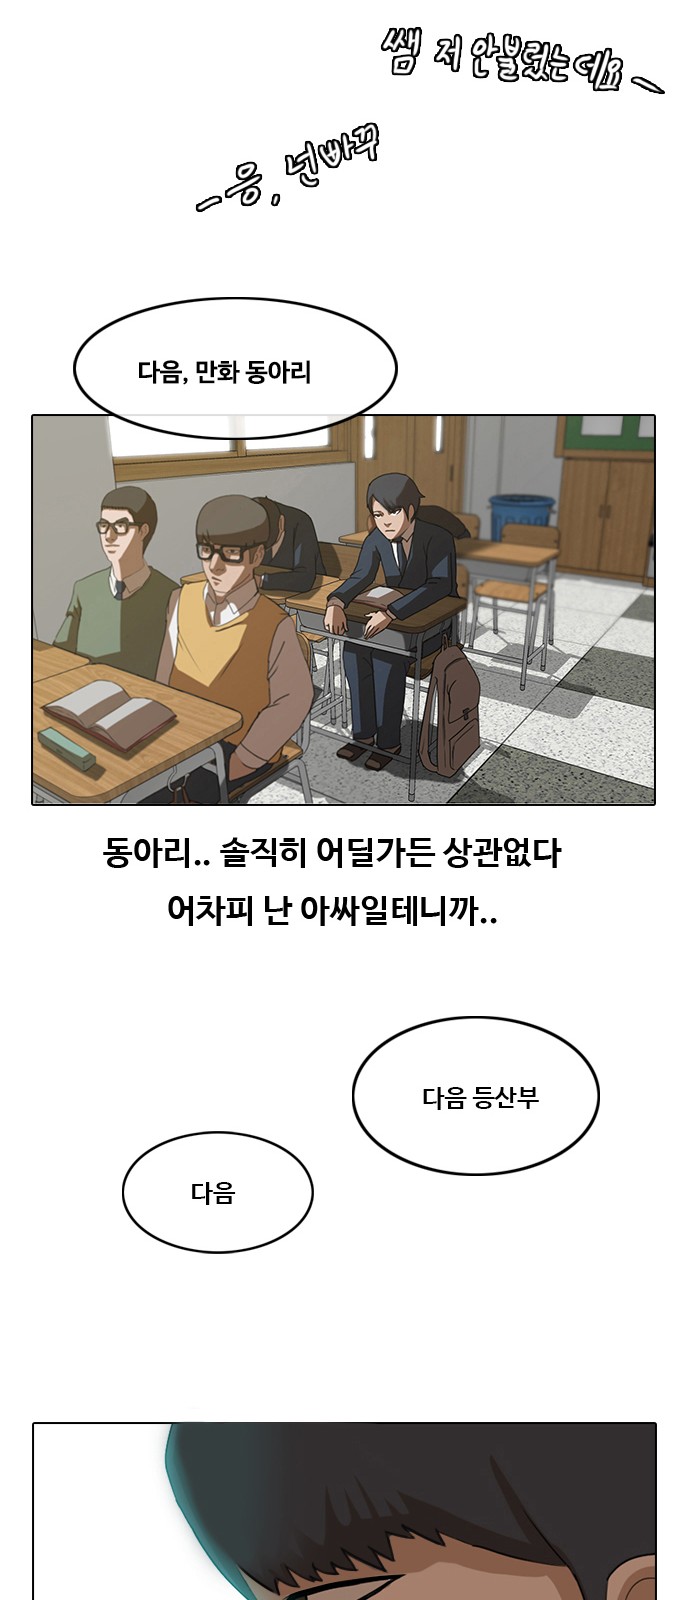 쌤 저 안불렀는데요~
-응, 넌빠꾸
다음, 만화 동아리
동아리.. 솔직히 어딜가든 상관없다
어차피 난 아싸일테니까..
다음 등산부
다음